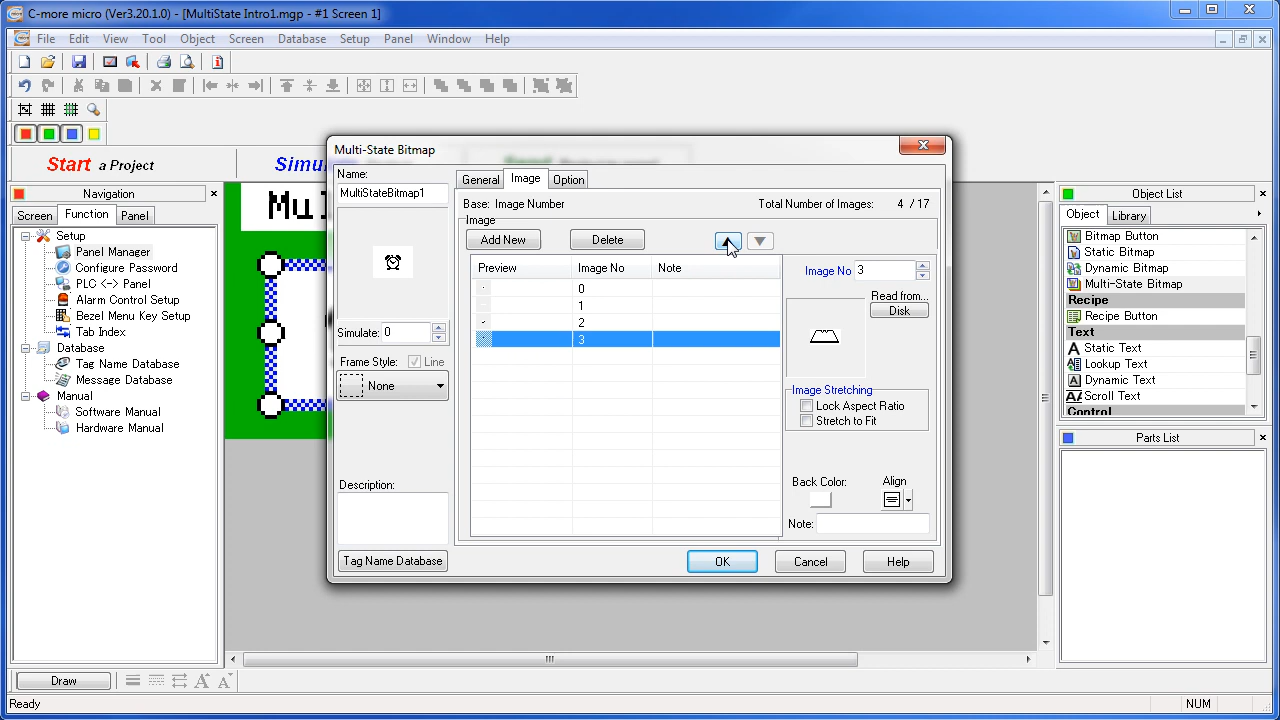 C-more micro (Ver3.20.1.0) - [MultiState Intro1.mgp - #1 Screen 1]
File Edit View Tool Object Screen Database Setup Panel Window Help
Start a Project
Navigation
Screen Function Panel
Setup
Panel Manager
Configure Password
PLC <-> Panel
Alarm Control Setup
Bezel Menu Key Setup
Tab Index
Database
Tag Name Database
Message Database
Manual
Software Manual
Hardware Manual
Multi-State Bitmap
Name:
MultiStateBitmap1
Simulate: 0
Frame Style: Line
None
Description:
Tag Name Database
General Image Option
Base: Image Number Total Number of Images: 4 / 17
Image
Add New Delete
Preview Image No Note
0
1
2
3
Image No 3
Read from...
Disk
Image Stretching
Lock Aspect Ratio
Stretch to Fit
Back Color: Align
Note:
OK Cancel Help
Object List
Object Library
Bitmap Button
Static Bitmap
Dynamic Bitmap
Multi-State Bitmap
Recipe
Recipe Button
Text
Static Text
Lookup Text
Dynamic Text
Scroll Text
Control
Parts List
Draw
Ready NUM